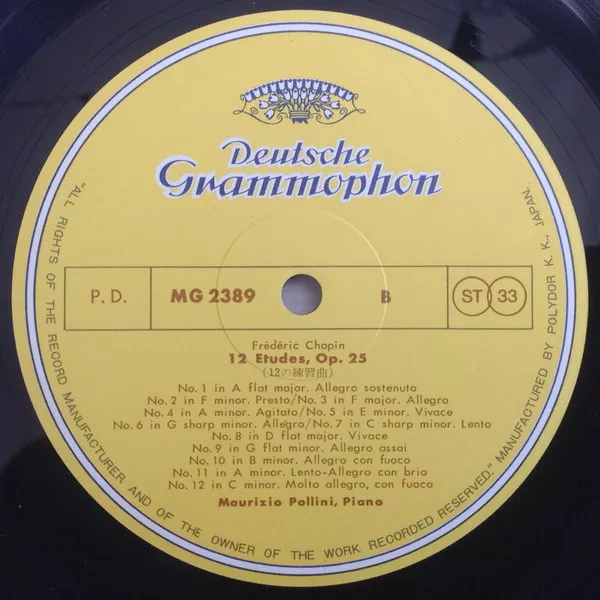 Deutsche
Grammophon
P. D. MG 2389 B ST 33
Frédéric Chopin
12 Etudes, Op. 25
(12の練習曲)
No. 1 in A flat major. Allegro sostenuto
No. 2 in F minor. Presto/No. 3 in F major. Allegro
No. 4 in A minor. Agitato/No. 5 in E minor. Vivace
No. 6 in G sharp minor. Allegro/No. 7 in C sharp minor. Lento
No. 8 in D flat major. Vivace
No. 9 in G flat minor. Allegro assai
No. 10 in B minor. Allegro con fuoco
No. 11 in A minor. Lento-Allegro con brio
No. 12 in C minor. Molto allegro, con fuoco
Maurizio Pollini, Piano
"ALL RIGHTS OF THE RECORD MANUFACTURER AND OF THE OWNER OF THE WORK RECORDED RESERVED." MANUFACTURED BY POLYDOR K. K., JAPAN.